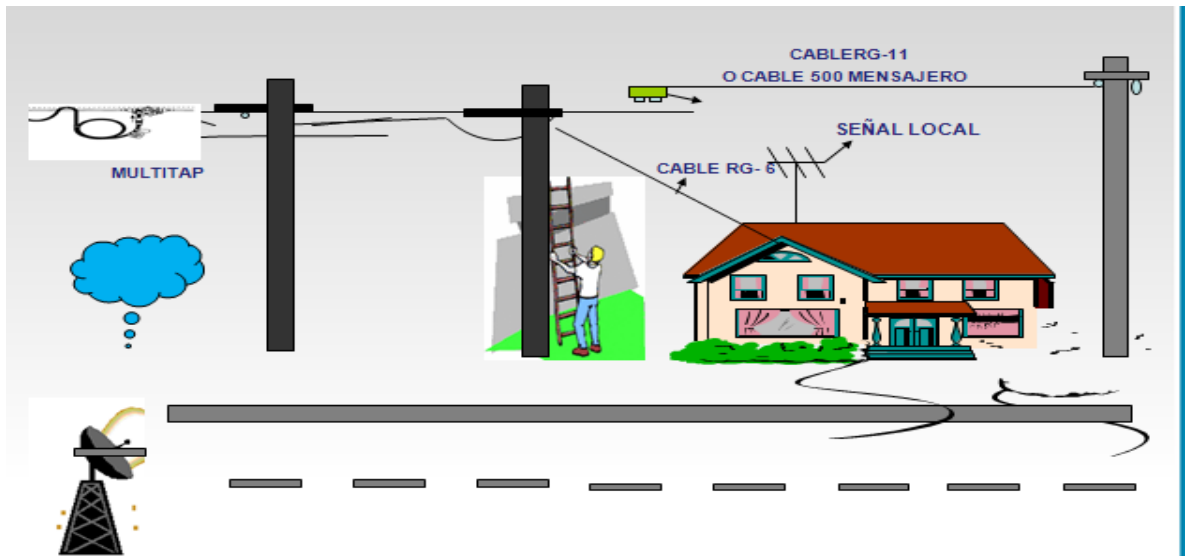 CABLERG-11
O CABLE 500 MENSAJERO
SEÑAL LOCAL
MULTITAP
CABLE RG- 6